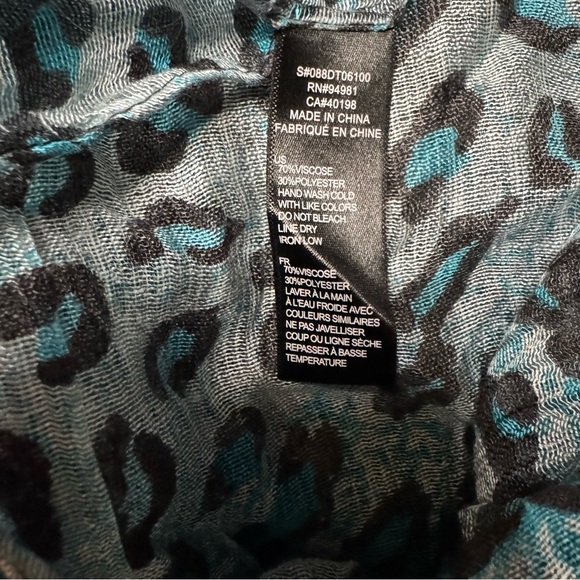 S#088DT06100
RN#94981
CA#40198
MADE IN CHINA
FABRIQUÉ EN CHINE
US
70%VISCOSE
30%POLYESTER
HAND WASH COLD
WITH LIKE COLORS
DO NOT BLEACH
LINE DRY
IRON LOW
FR
70%VISCOSE
30%POLYESTER
LAVER À LA MAIN
À L'EAU FROIDE AVEC
COULEURS SIMILAIRES
NE PAS JAVELLISER
COUP OU LIGNE SÈCHE
REPASSER À BASSE
TEMPERATURE